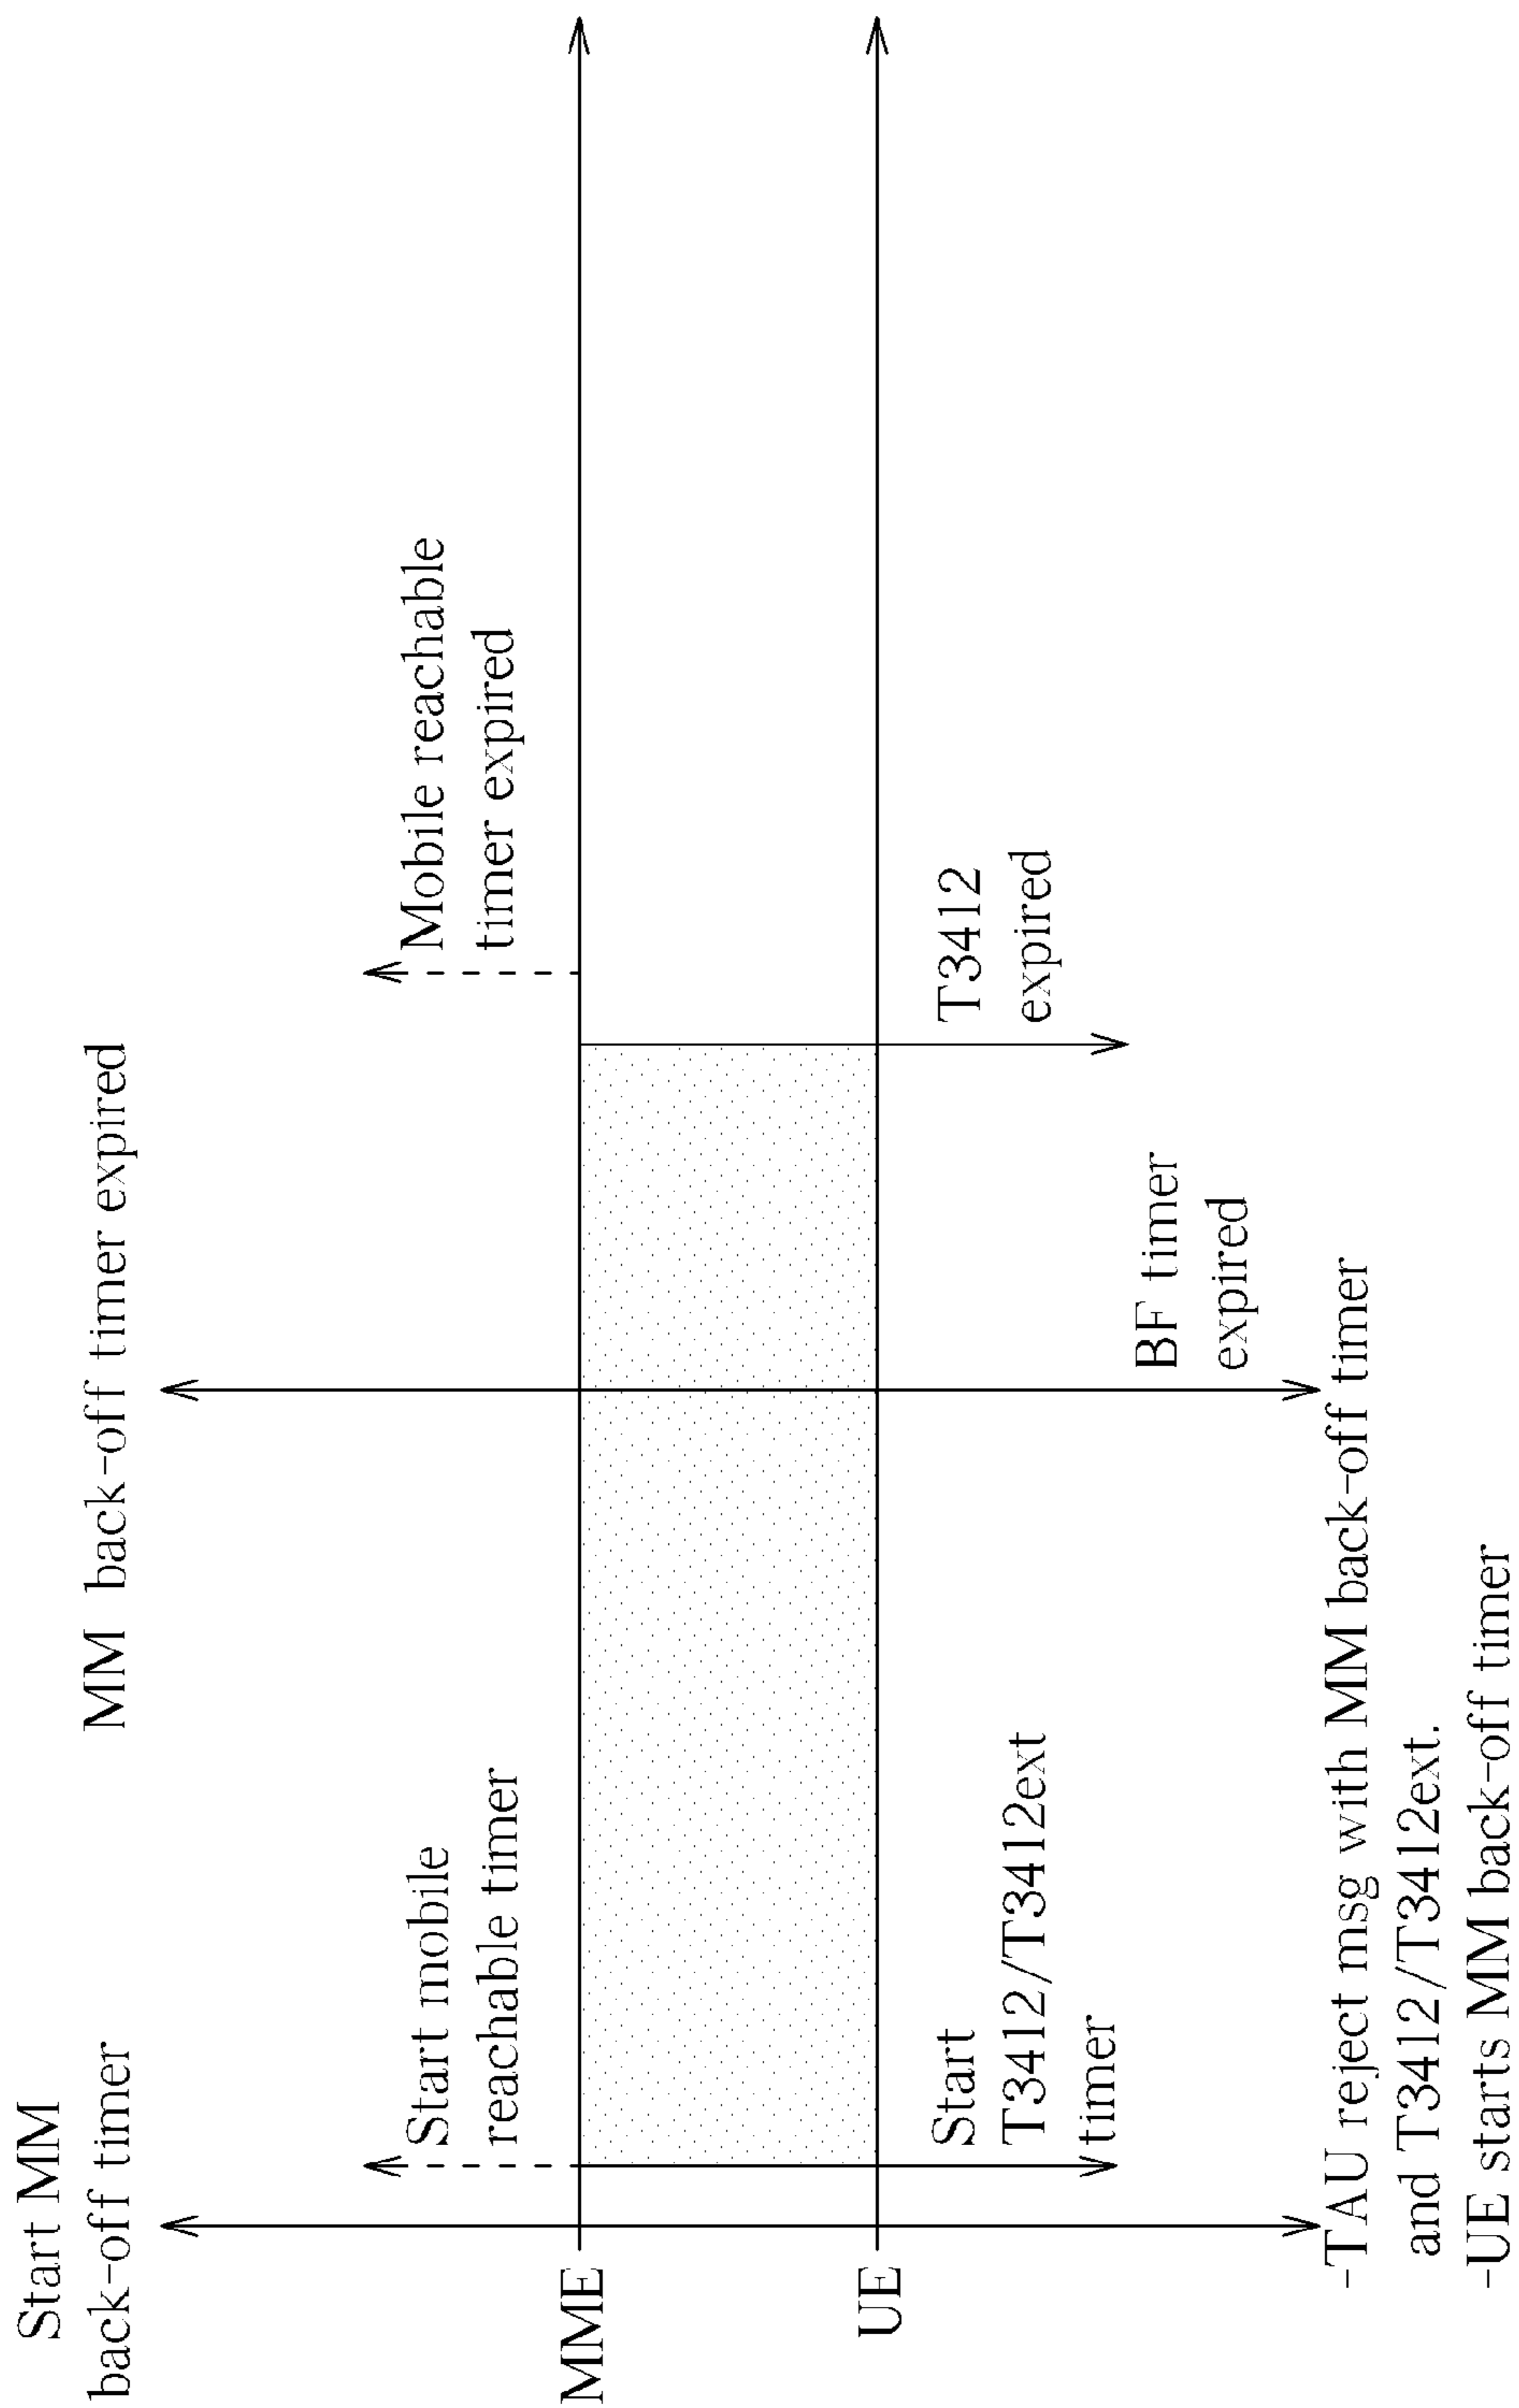 Start MM
back-off timer
MM back-off timer expired
Start mobile
reachable timer
Mobile reachable
timer expired
MME
UE
Start
T3412/T3412ext
timer
T3412
expired
BF timer
expired
-TAU reject msg with MM back-off timer
and T3412/T3412ext.
-UE starts MM back-off timer